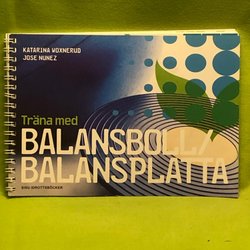 KATARINA WOXNERUD
JOSE NUNEZ
Träna med
BALANSBOLL/
BALANSPLATTA
SISU IDROTTSBÖCKER